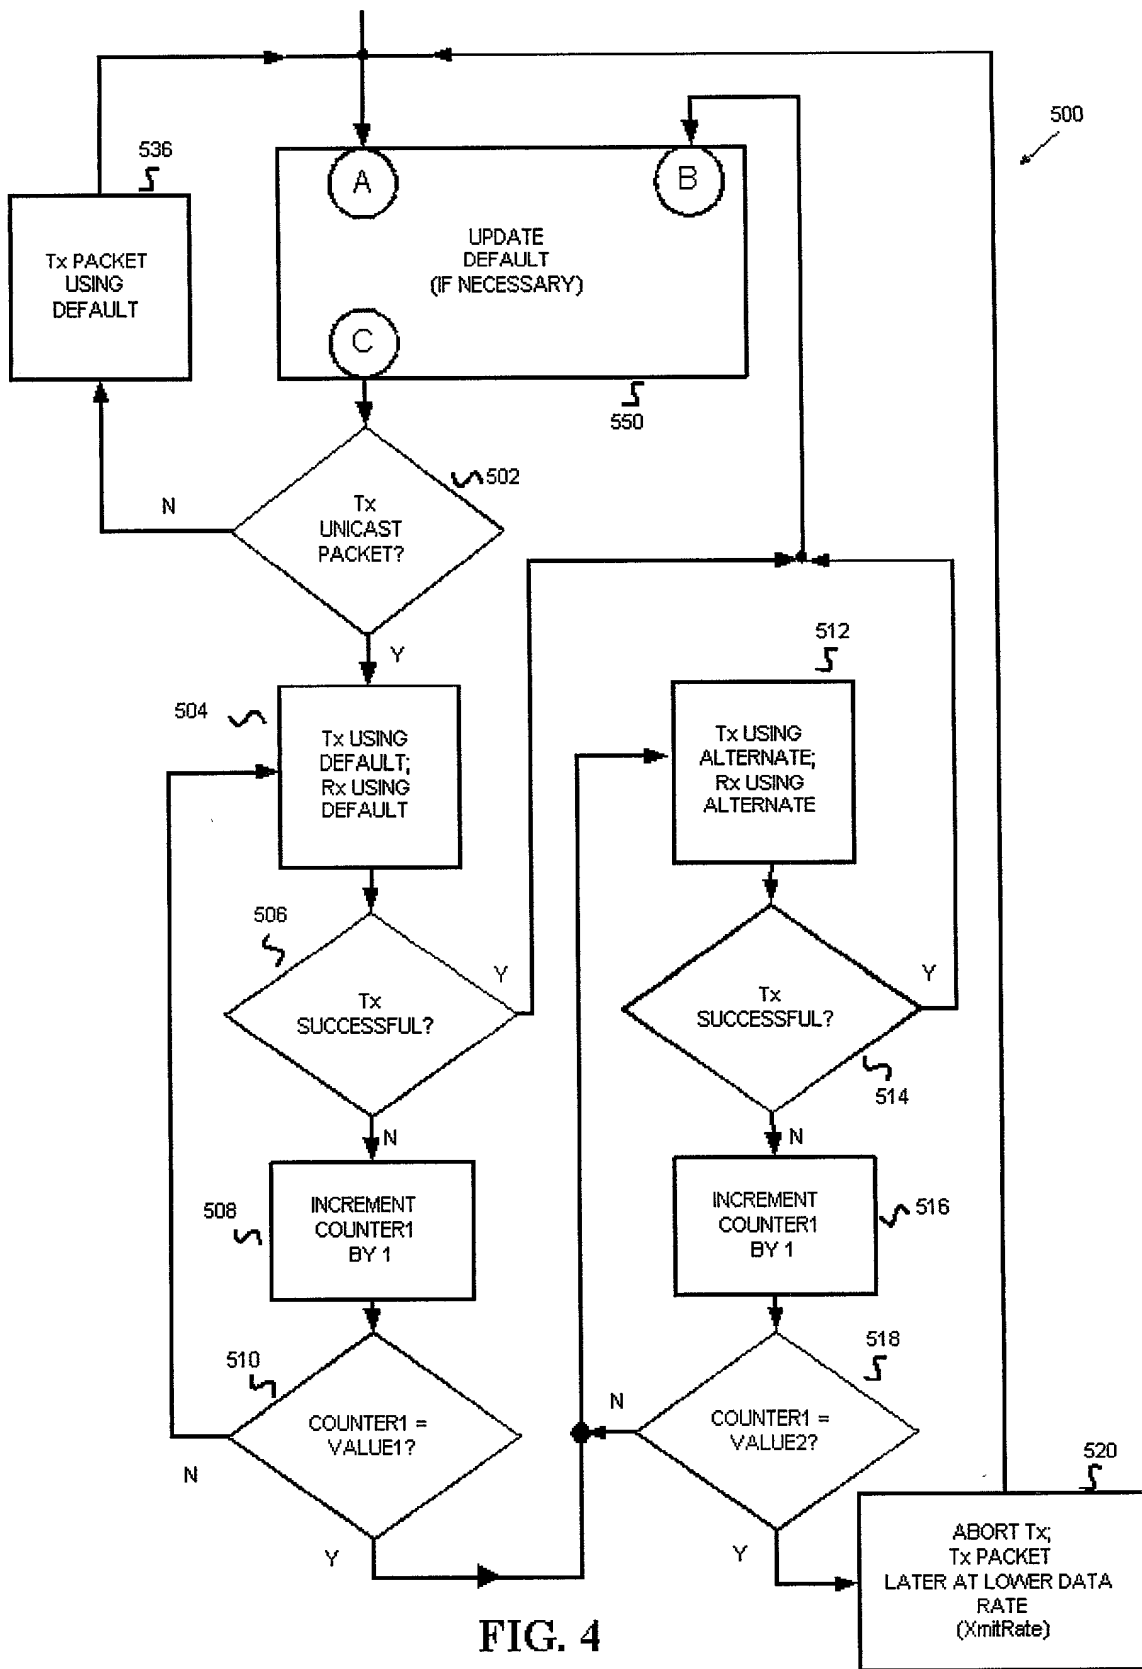 500
536
A
B
Tx PACKET
USING
DEFAULT
UPDATE
DEFAULT
(IF NECESSARY)
C
550
502
N
Tx
UNICAST
PACKET?
Y
512
504
Tx USING
DEFAULT;
Rx USING
DEFAULT
Tx USING
ALTERNATE;
Rx USING
ALTERNATE
506
Y
Tx
SUCCESSFUL?
Y
Tx
SUCCESSFUL?
514
N
N
508
INCREMENT
COUNTER1
BY 1
INCREMENT
COUNTER1
BY 1
516
510
COUNTER1 =
VALUE1?
N
Y
518
N
COUNTER1 =
VALUE2?
Y
520
ABORT Tx;
Tx PACKET
LATER AT LOWER DATA
RATE
(XmitRate)
FIG. 4